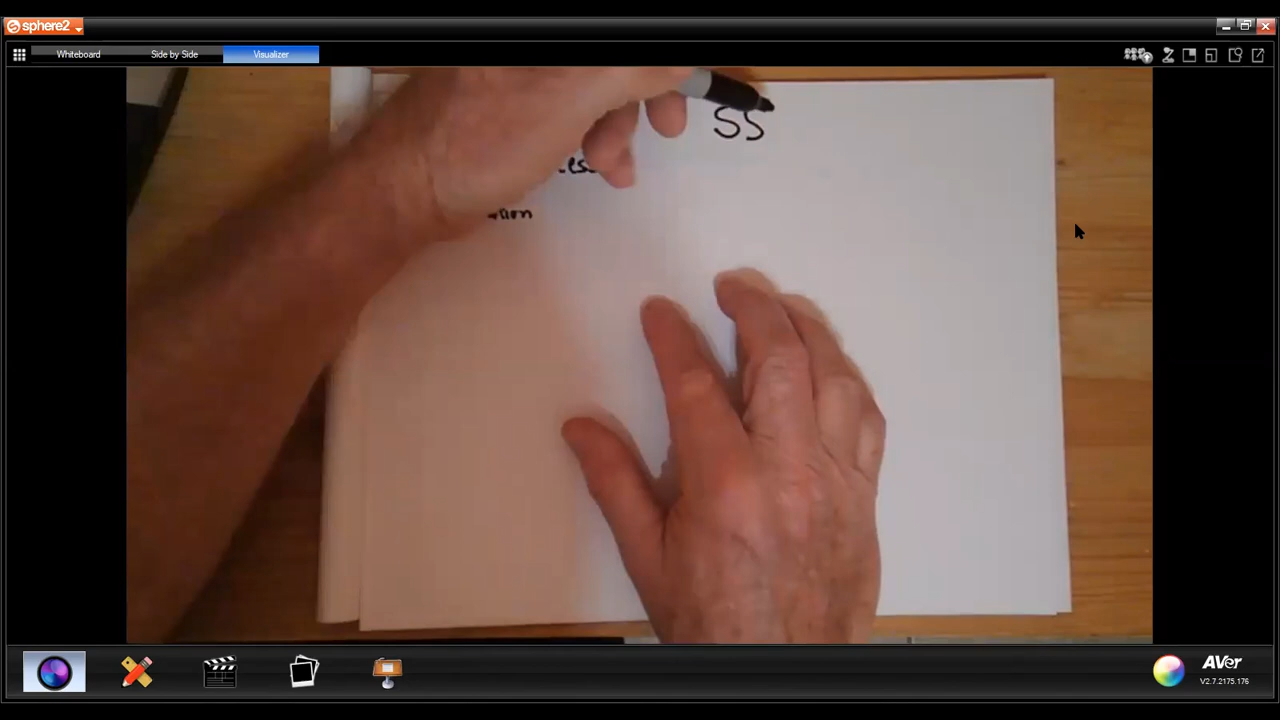 sphere2
Whiteboard Side by Side Visualizer
SS
AVer
V2.7.2175.176